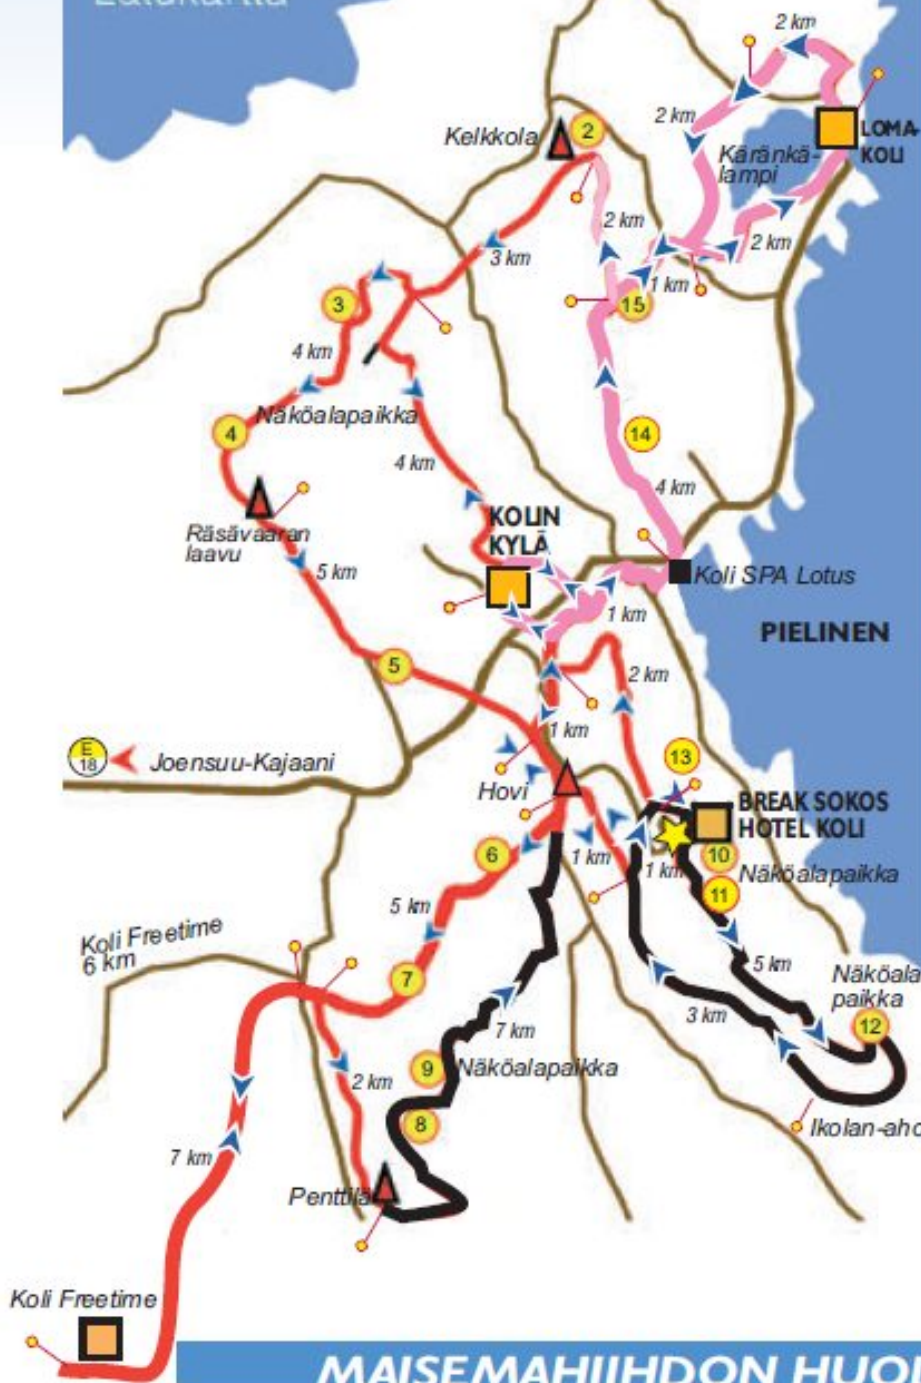 2 km
2 km
LOMA-
KOLI
Kelkkola
2
Käränkä-
lampi
2 km
2 km
3 km
1 km
3
15
4 km
Näköalapaikka
4
14
4 km
4 km
KOLIN
KYLÄ
Räsävaaran
laavu
5 km
Koli SPA Lotus
1 km
PIELINEN
5
2 km
E
18
Joensuu-Kajaani
1 km
13
Hovi
BREAK SOKOS
HOTEL KOLI
6
1 km
1 km
10
Näköalapaikka
11
5 km
Koli Freetime
6 km
7
5 km
Näköala
paikka
12
3 km
7 km
9
Näköalapaikka
2 km
8
Ikolan-aho
7 km
Penttilä
Koli Freetime